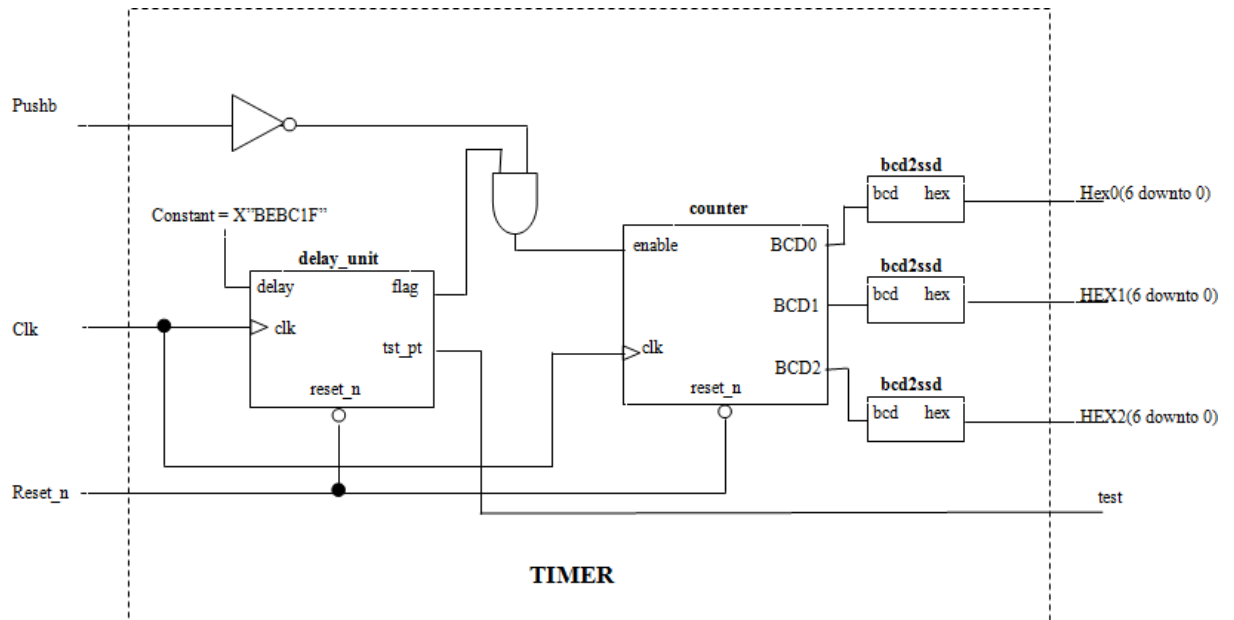 Pushb
bcd2ssd
bcd hex
Hex0(6 downto 0)
Constant = X”BEBC1F”
counter
enable
BCD0
delay_unit
delay flag
bcd2ssd
bcd hex
HEX1(6 downto 0)
BCD1
Clk
clk
tst_pt
clk
BCD2
reset_n
reset_n
bcd2ssd
bcd hex
HEX2(6 downto 0)
Reset_n
test
TIMER